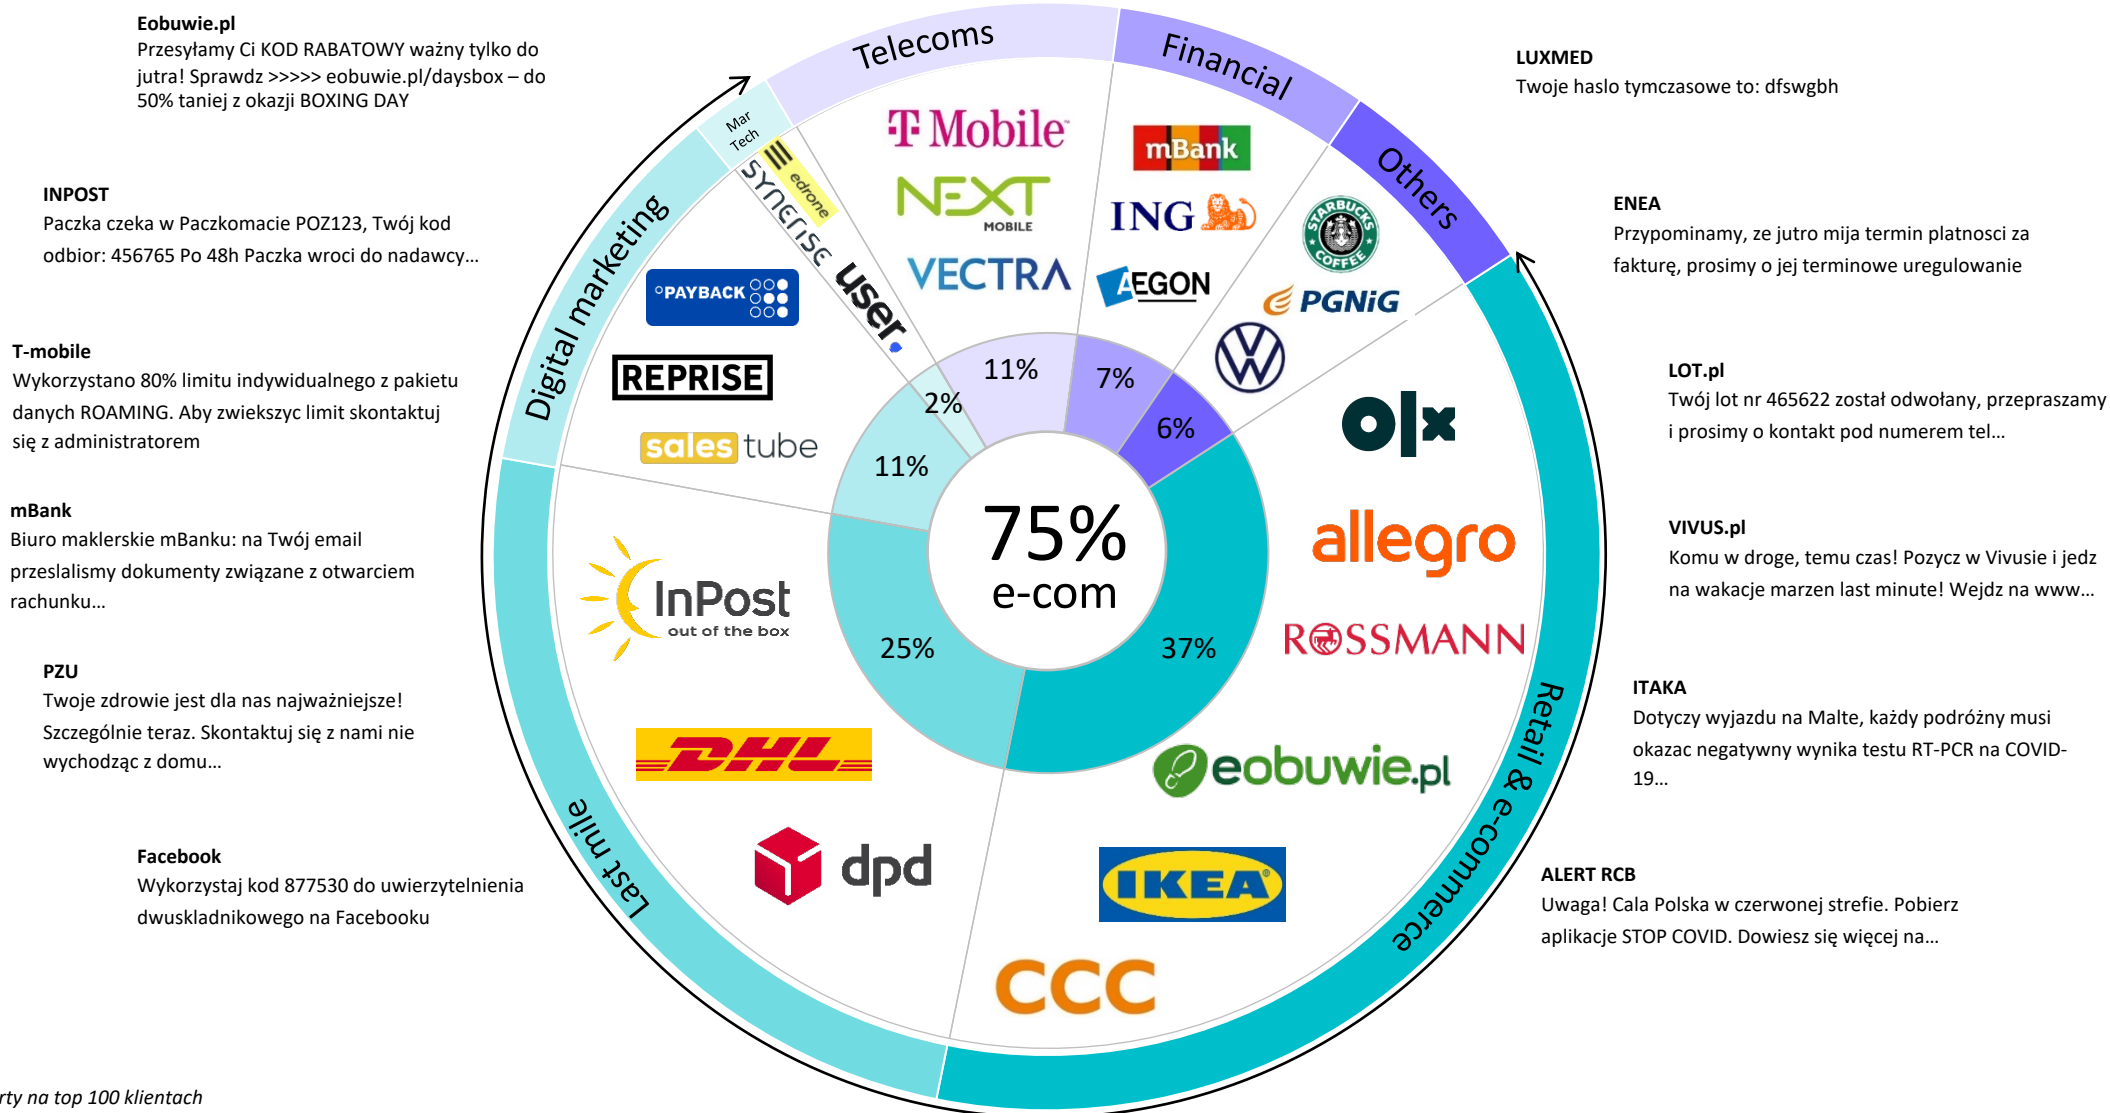 Eobuwie.pl
Przesyłamy Ci KOD RABATOWY ważny tylko do
jutra! Sprawdz >>>>> eobuwie.pl/daysbox – do
50% taniej z okazji BOXING DAY
INPOST
Paczka czeka w Paczkomacie POZ123, Twój kod
odbior: 456765 Po 48h Paczka wroci do nadawcy...
T-mobile
Wykorzystano 80% limitu indywidualnego z pakietu
danych ROAMING. Aby zwiekszyc limit skontaktuj
się z administratorem
mBank
Biuro maklerskie mBanku: na Twój email
przeslalismy dokumenty związane z otwarciem
rachunku...
PZU
Twoje zdrowie jest dla nas najważniejsze!
Szczególnie teraz. Skontaktuj się z nami nie
wychodząc z domu...
Facebook
Wykorzystaj kod 877530 do uwierzytelnienia
dwuskladnikowego na Facebooku
Telecoms
Financial
Others
Mar
Tech
Digital marketing
Last mile
Retail & e-commerce
T Mobile
NEXT
MOBILE
VECTRA
mBank
ING
AEGON
STARBUCKS
COFFEE
PGNiG
edrone
SYNERISE
user.
PAYBACK
REPRISE
sales tube
InPost
out of the box
DHL
dpd
olx
allegro
ROSSMANN
eobuwie.pl
IKEA
CCC
11%
7%
6%
2%
11%
25%
37%
75%
e-com
LUXMED
Twoje haslo tymczasowe to: dfswgbh
ENEA
Przypominamy, ze jutro mija termin platnosci za
fakturę, prosimy o jej terminowe uregulowanie
LOT.pl
Twój lot nr 465622 został odwołany, przepraszamy
i prosimy o kontakt pod numerem tel...
VIVUS.pl
Komu w droge, temu czas! Pozycz w Vivusie i jedz
na wakacje marzen last minute! Wejdz na www...
ITAKA
Dotyczy wyjazdu na Malte, każdy podróżny musi
okazac negatywny wynika testu RT-PCR na COVID-
19...
ALERT RCB
Uwaga! Cala Polska w czerwonej strefie. Pobierz
aplikacje STOP COVID. Dowiesz się więcej na...
rty na top 100 klientach